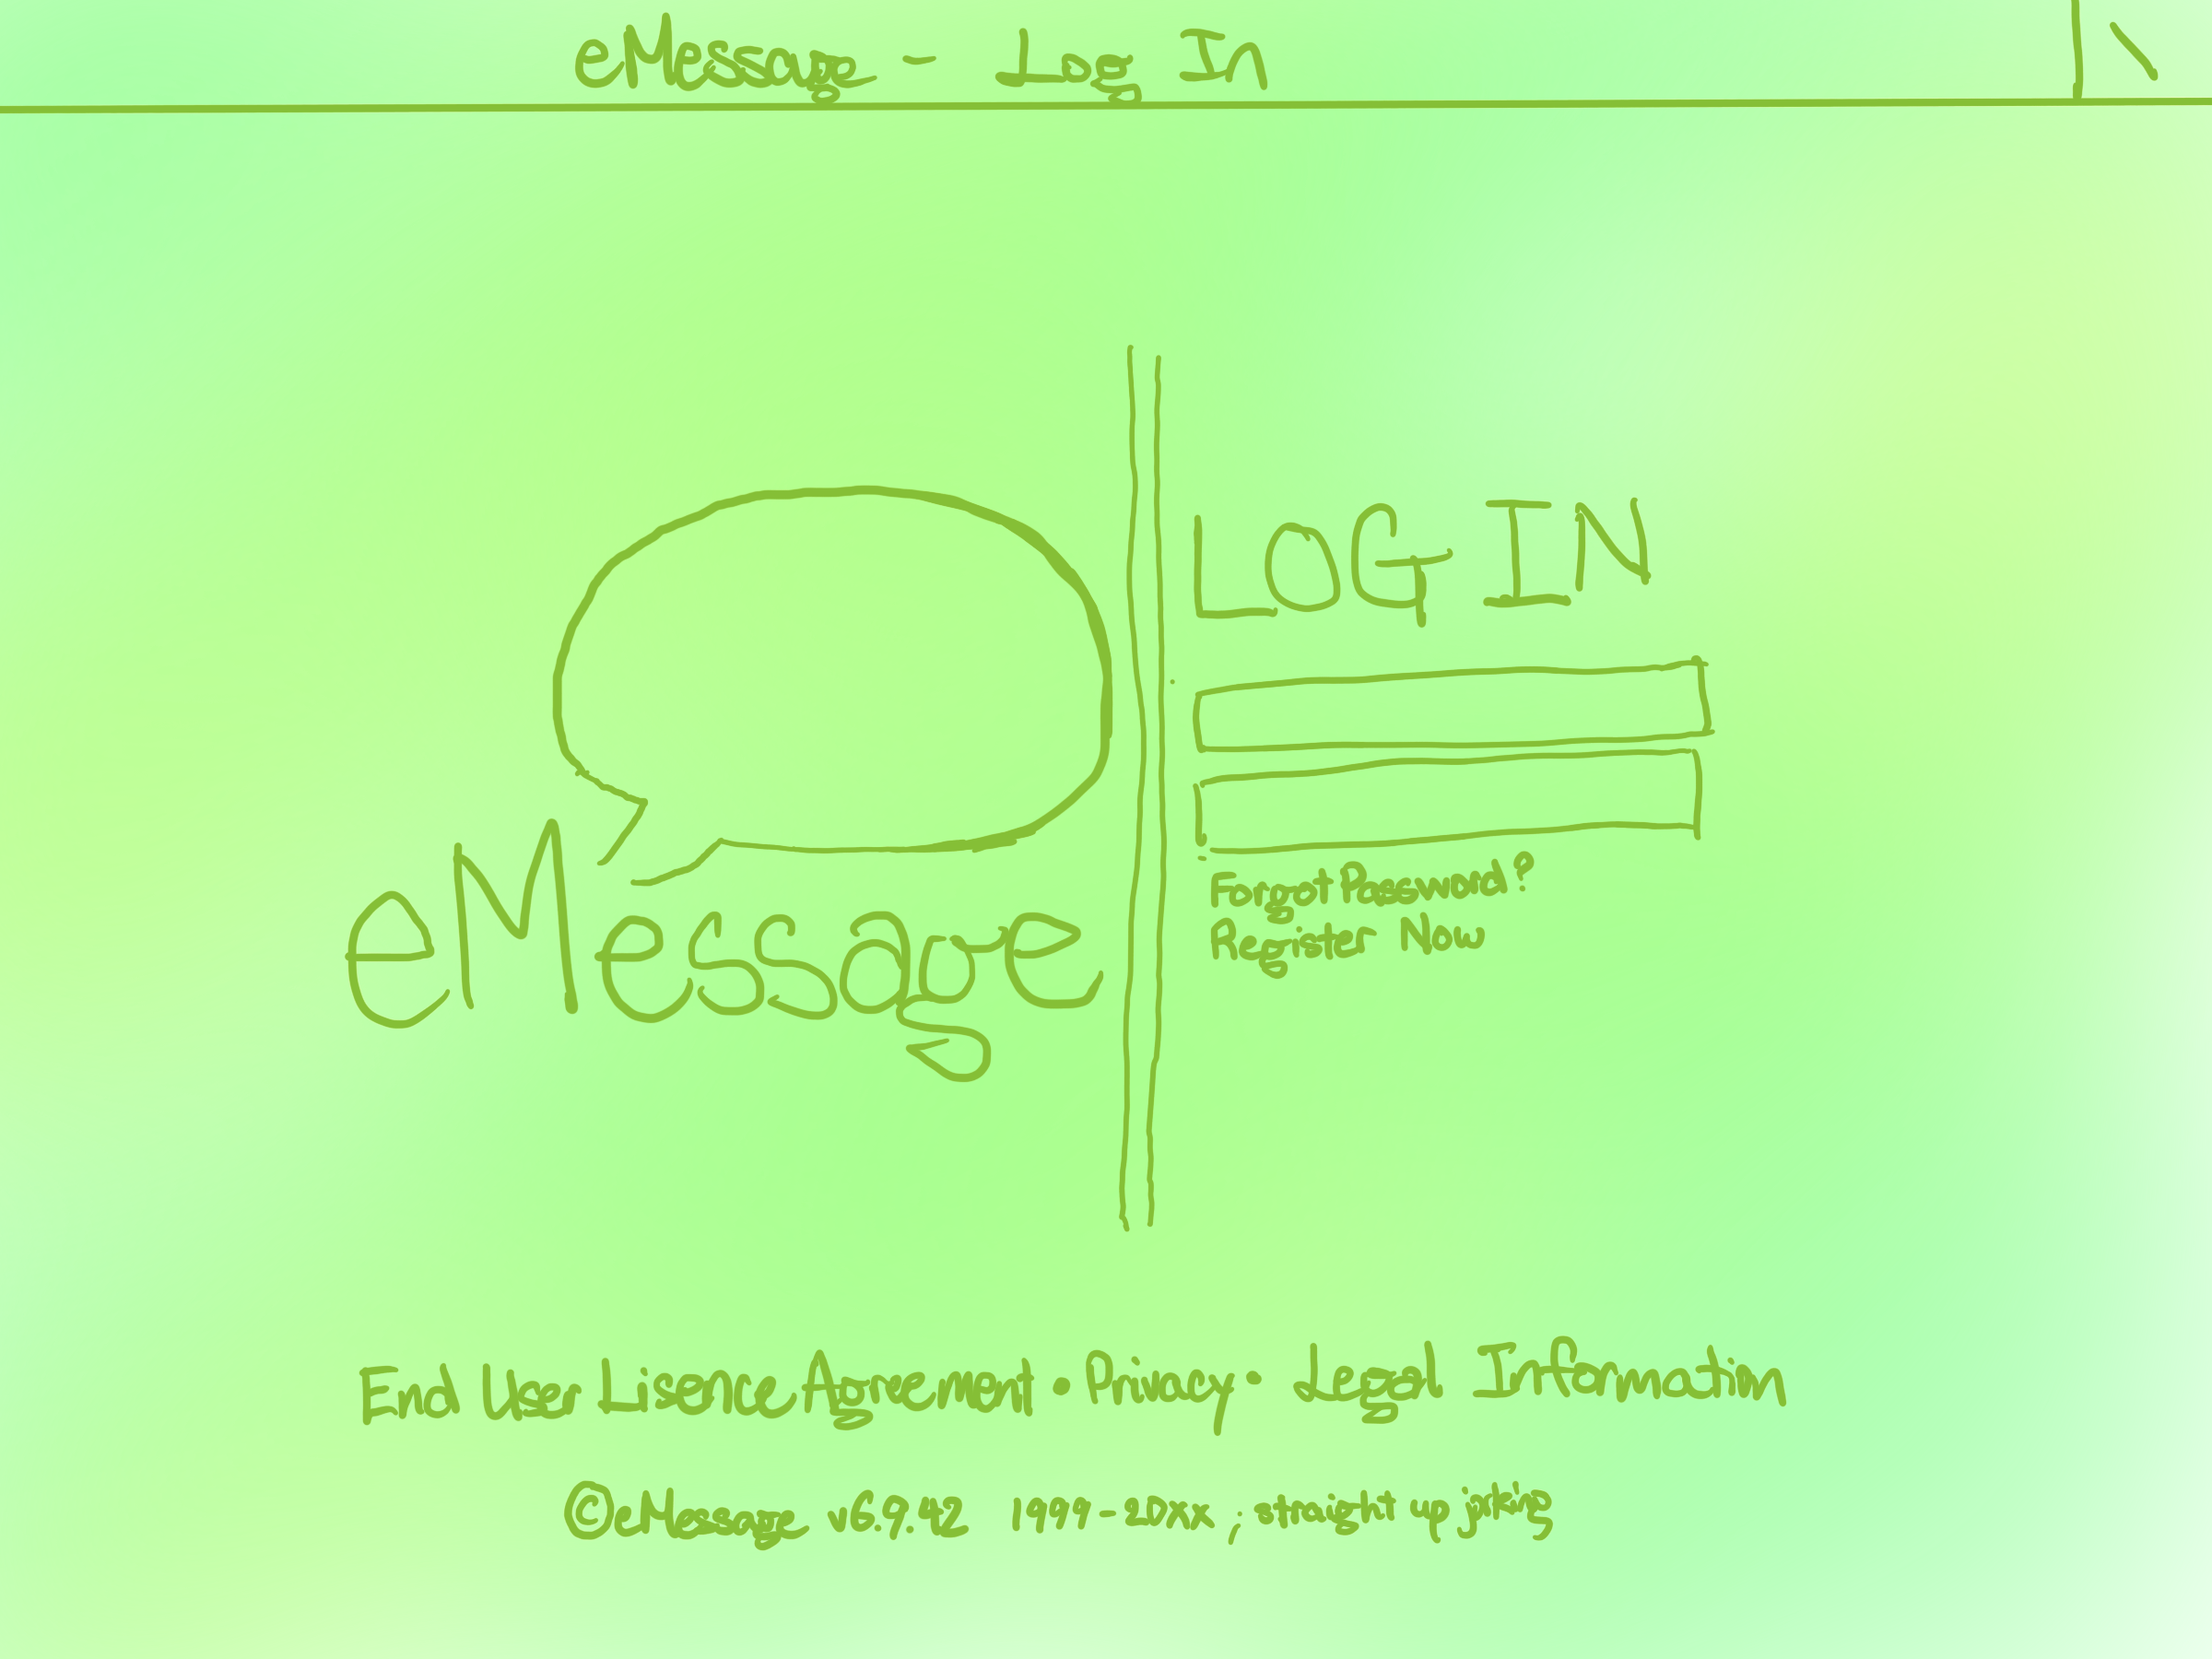 eMessage - Log In
LOG IN
eMessage
Forgot Password?
Register Now
End User License Agreement · Privacy · Legal Information
© eMessage v6.9.42 1999-20xx, straight up jorking